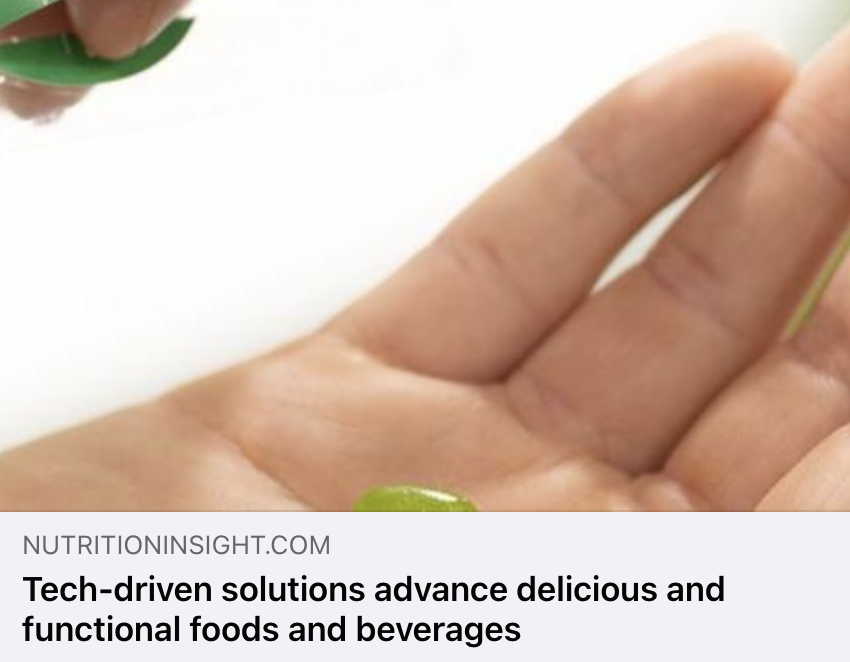 NUTRITIONINSIGHT.COM
Tech-driven solutions advance delicious and
functional foods and beverages